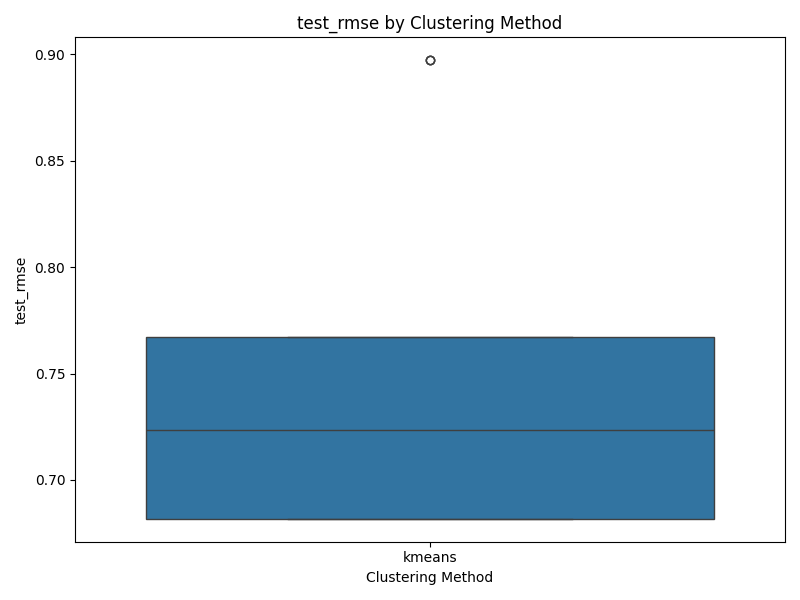 test_rmse by Clustering Method
0.90
0.85
0.80
0.75
0.70
test_rmse
kmeans
Clustering Method